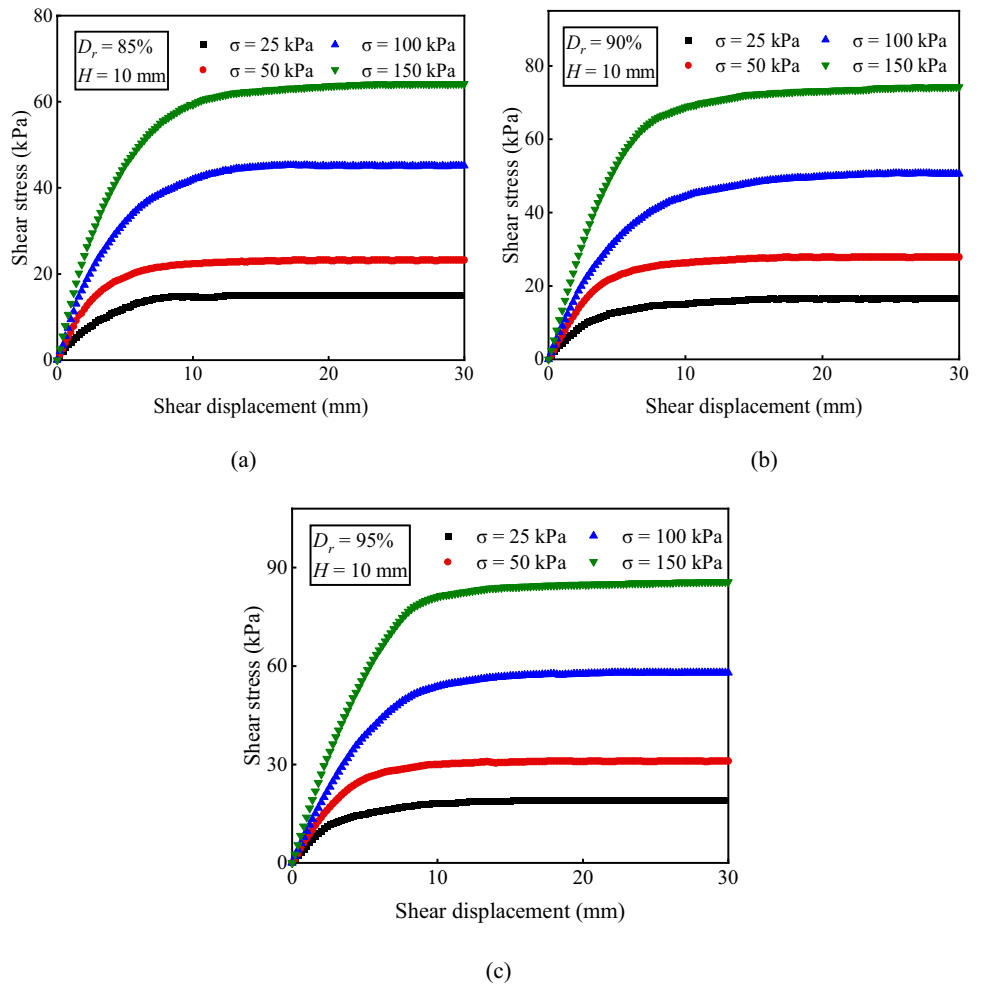 80
60
40
20
0
D_r = 85%
H = 10 mm
σ = 25 kPa
σ = 50 kPa
σ = 100 kPa
σ = 150 kPa
Shear stress (kPa)
0 10 20 30
Shear displacement (mm)
(a)
80
60
40
20
0
D_r = 90%
H = 10 mm
σ = 25 kPa
σ = 50 kPa
σ = 100 kPa
σ = 150 kPa
Shear stress (kPa)
0 10 20 30
Shear displacement (mm)
(b)
90
60
30
0
D_r = 95%
H = 10 mm
σ = 25 kPa
σ = 50 kPa
σ = 100 kPa
σ = 150 kPa
Shear stress (kPa)
0 10 20 30
Shear displacement (mm)
(c)